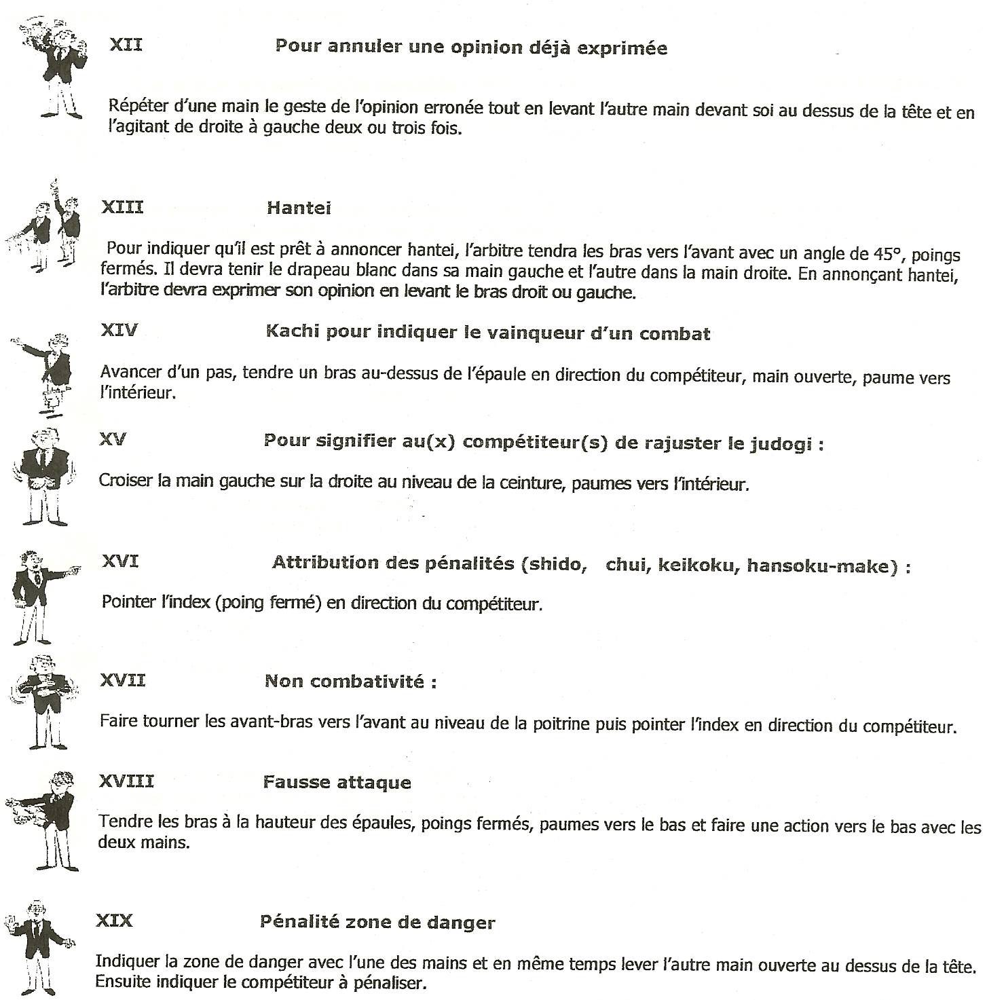 XII Pour annuler une opinion déjà exprimée
Répéter d'une main le geste de l'opinion erronée tout en levant l'autre main devant soi au dessus de la tête et en
l'agitant de droite à gauche deux ou trois fois.
XIII Hantei
Pour indiquer qu'il est prêt à annoncer hantei, l'arbitre tendra les bras vers l'avant avec un angle de 45°, poings
fermés. Il devra tenir le drapeau blanc dans sa main gauche et l'autre dans la main droite. En annonçant hantei,
l'arbitre devra exprimer son opinion en levant le bras droit ou gauche.
XIV Kachi pour indiquer le vainqueur d'un combat
Avancer d'un pas, tendre un bras au-dessus de l'épaule en direction du compétiteur, main ouverte, paume vers
l'intérieur.
XV Pour signifier au(x) compétiteur(s) de rajuster le judogi :
Croiser la main gauche sur la droite au niveau de la ceinture, paumes vers l'intérieur.
XVI Attribution des pénalités (shido, chui, keikoku, hansoku-make) :
Pointer l'index (poing fermé) en direction du compétiteur.
XVII Non combativité :
Faire tourner les avant-bras vers l'avant au niveau de la poitrine puis pointer l'index en direction du compétiteur.
XVIII Fausse attaque
Tendre les bras à la hauteur des épaules, poings fermés, paumes vers le bas et faire une action vers le bas avec les
deux mains.
XIX Pénalité zone de danger
Indiquer la zone de danger avec l'une des mains et en même temps lever l'autre main ouverte au dessus de la tête.
Ensuite indiquer le compétiteur à pénaliser.